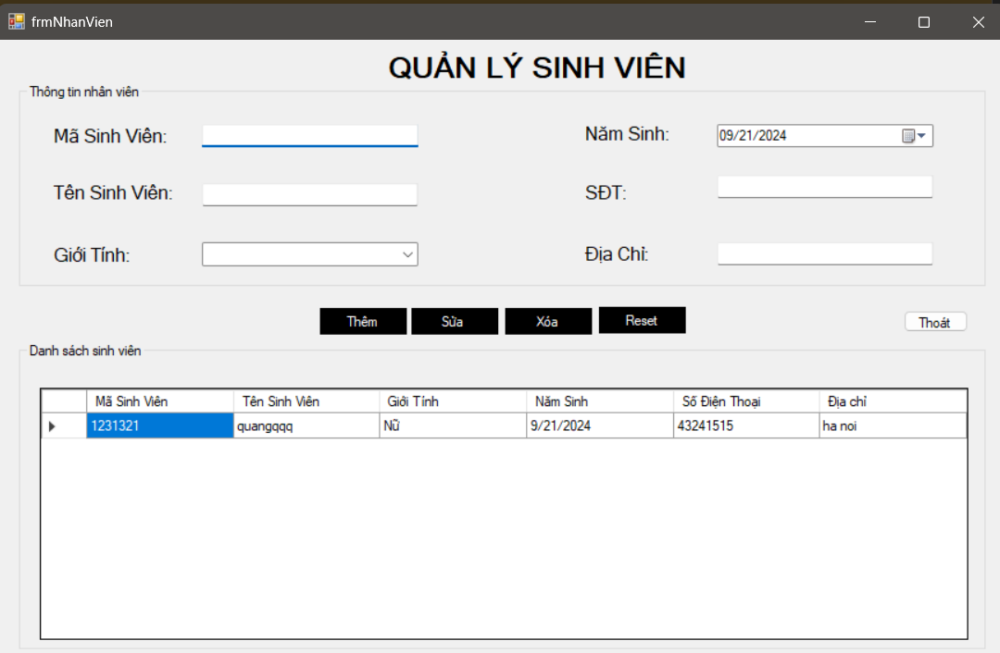 frmNhanVien
QUẢN LÝ SINH VIÊN
Thông tin nhân viên
Mã Sinh Viên:
Năm Sinh:
09/21/2024
Tên Sinh Viên:
SĐT:
Giới Tính:
Địa Chỉ:
Thêm Sửa Xóa Reset Thoát
Danh sách sinh viên
Mã Sinh Viên Tên Sinh Viên Giới Tính Năm Sinh Số Điện Thoại Địa chỉ
1231321 quangqqq Nữ 9/21/2024 43241515 ha noi